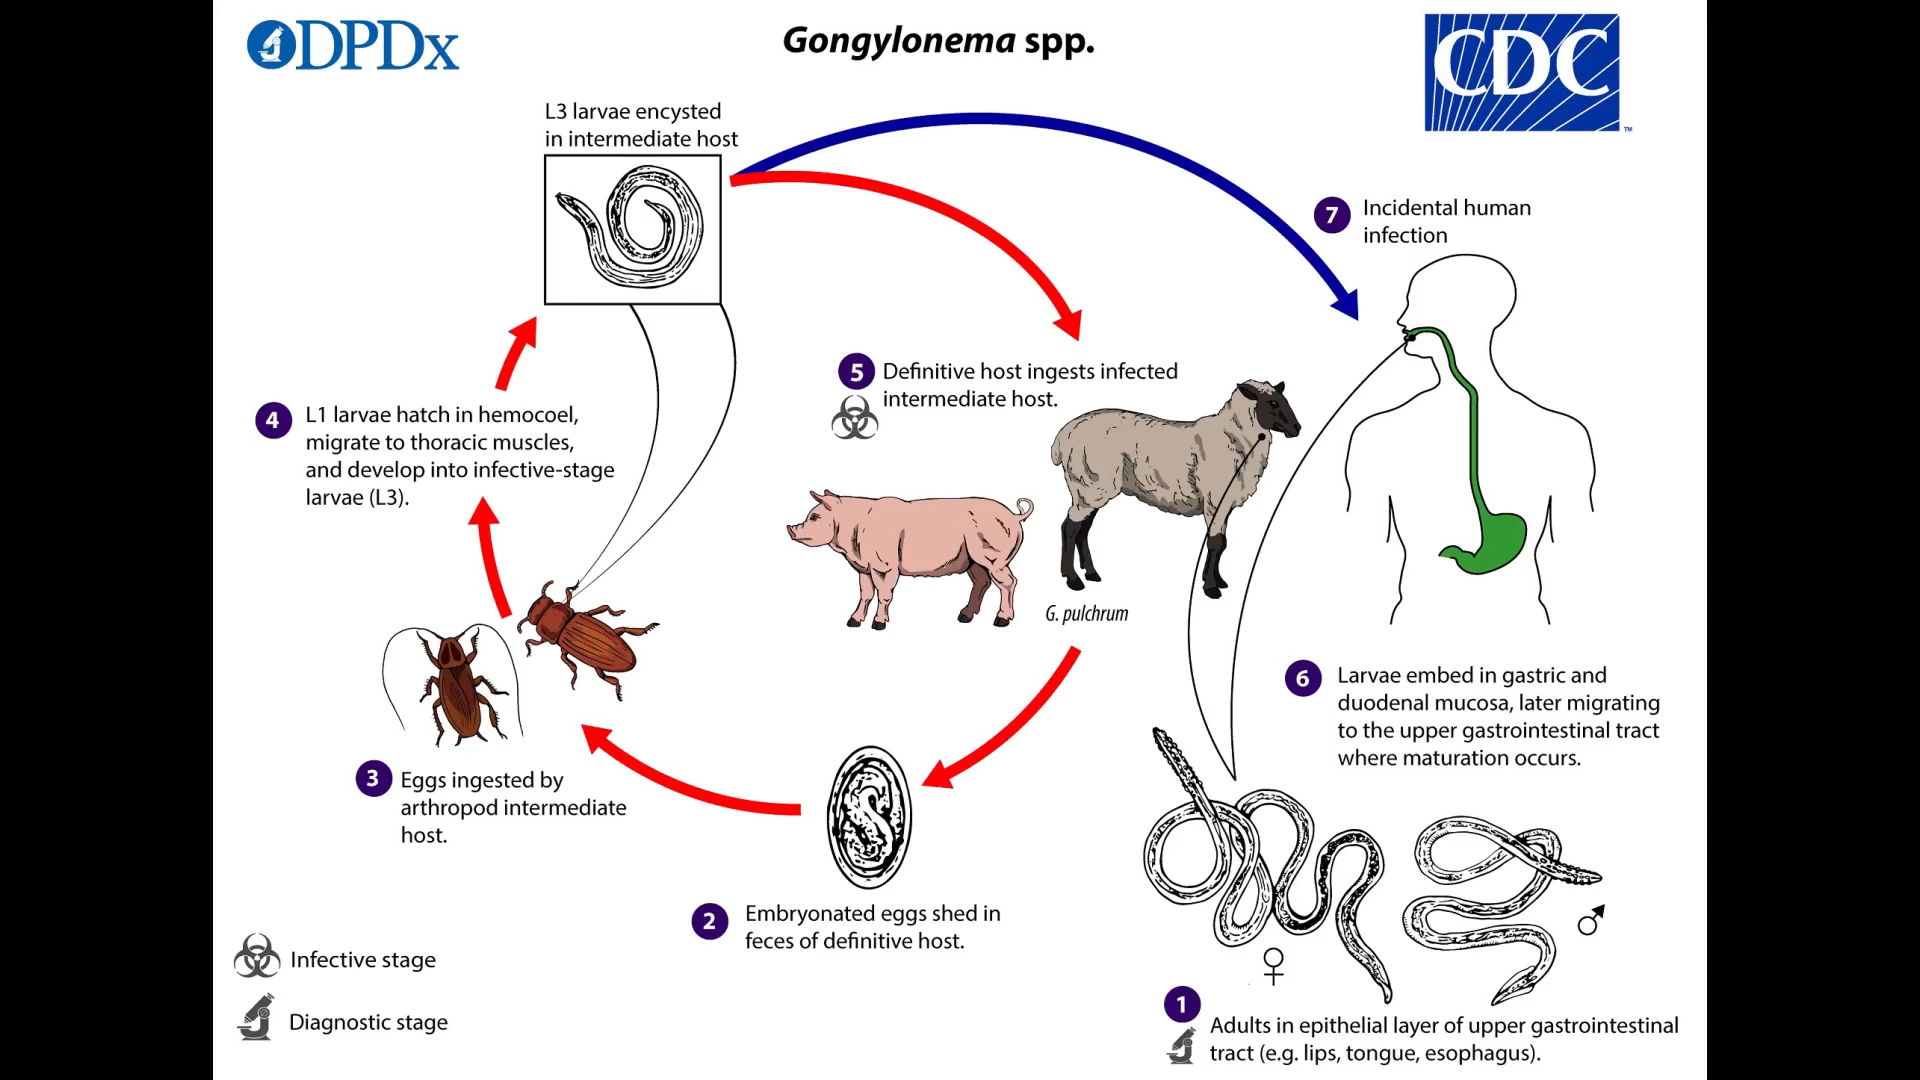 DPDx
Gongylonema spp.
CDC
TM
L3 larvae encysted
in intermediate host
7
Incidental human
infection
5
Definitive host ingests infected
intermediate host.
4
L1 larvae hatch in hemocoel,
migrate to thoracic muscles,
and develop into infective-stage
larvae (L3).
G. pulchrum
6
Larvae embed in gastric and
duodenal mucosa, later migrating
to the upper gastrointestinal tract
where maturation occurs.
3
Eggs ingested by
arthropod intermediate
host.
2
Embryonated eggs shed in
feces of definitive host.
♂
♀
Infective stage
Diagnostic stage
1
Adults in epithelial layer of upper gastrointestinal
tract (e.g. lips, tongue, esophagus).